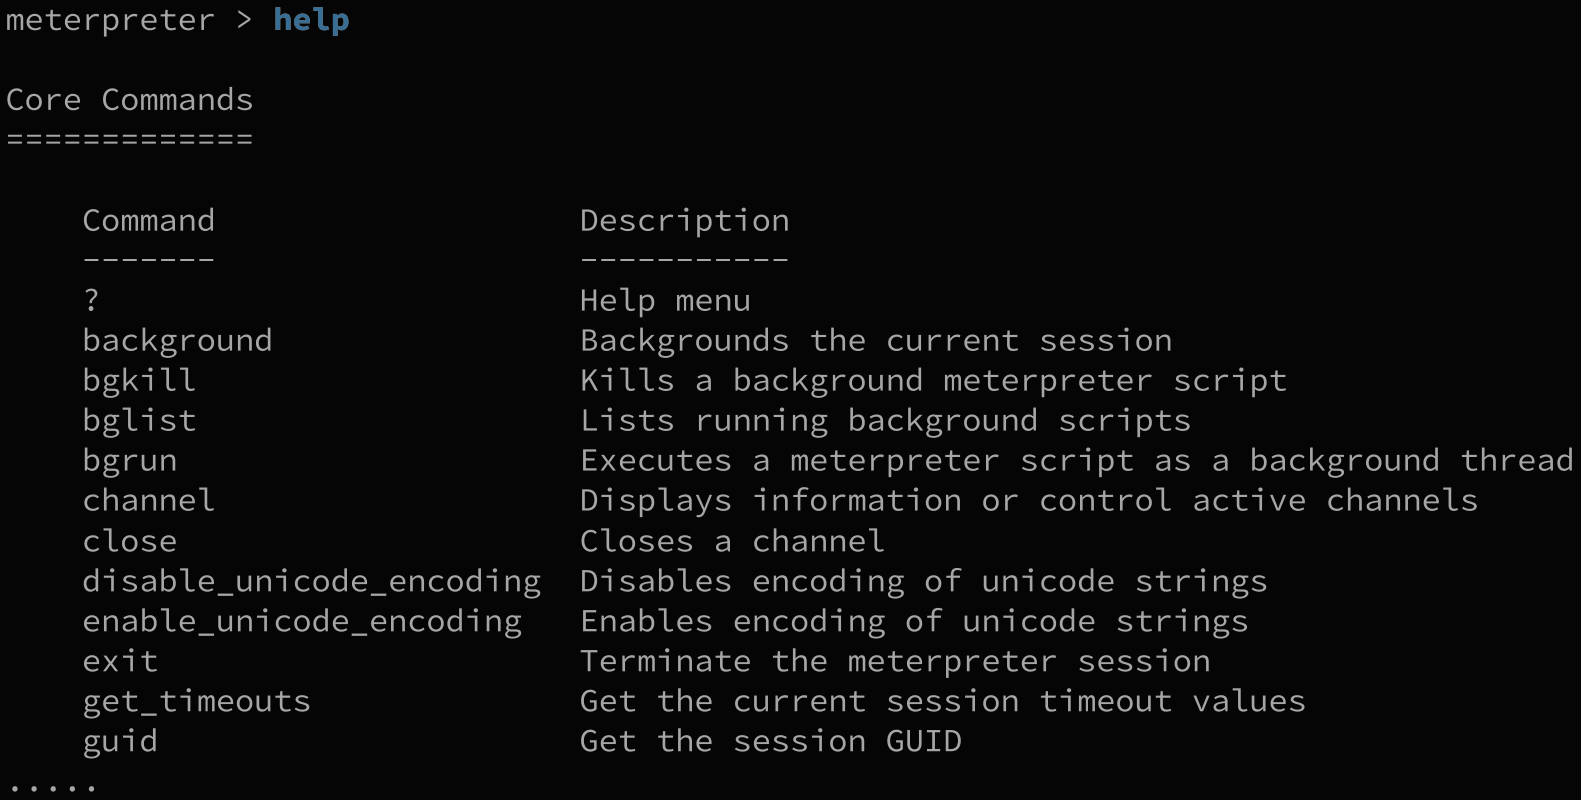 meterpreter > help
Core Commands
=============
Command                   Description
-------                   -----------
?                         Help menu
background                Backgrounds the current session
bgkill                    Kills a background meterpreter script
bglist                    Lists running background scripts
bgrun                     Executes a meterpreter script as a background thread
channel                   Displays information or control active channels
close                     Closes a channel
disable_unicode_encoding  Disables encoding of unicode strings
enable_unicode_encoding   Enables encoding of unicode strings
exit                      Terminate the meterpreter session
get_timeouts              Get the current session timeout values
guid                      Get the session GUID
.....